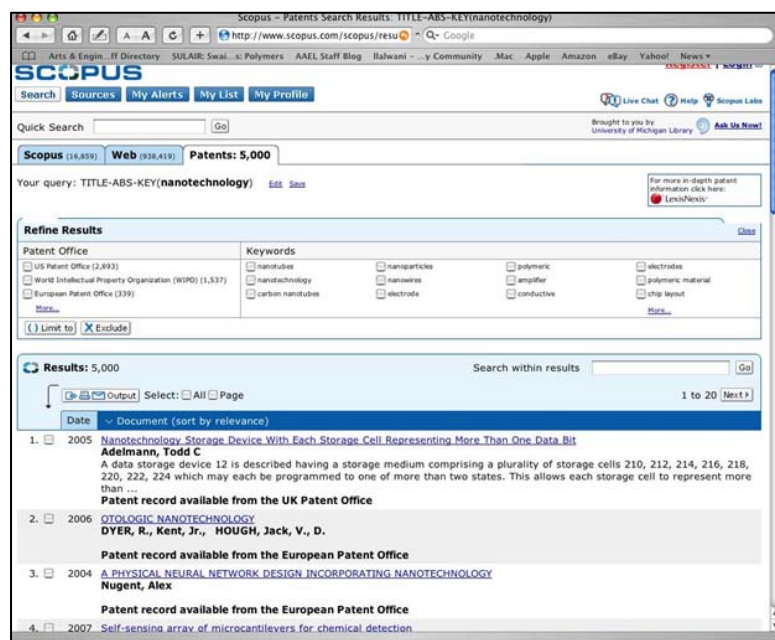 Scopus - Patents Search Results: TITLE-ABS-KEY(nanotechnology)
A A C + http://www.scopus.com/scopus/resu Q- Google
Arts & Engin...ff Directory SULAIR: Swai...s: Polymers AAEL Staff Blog llalwani - ...y Community .Mac Apple Amazon eBay Yahoo! News
SCOPUS
Register | Login
Search Sources My Alerts My List My Profile
Live Chat Help Scopus Labs
Quick Search Go
Brought to you by
University of Michigan Library
Ask Us Now!
Scopus (16,859) Web (938,419) Patents: 5,000
Your query: TITLE-ABS-KEY(nanotechnology) Edit Save
For more in-depth patent
information click here:
LexisNexis
Refine Results Close
Patent Office Keywords
US Patent Office (2,893) nanotubes nanoparticles polymeric electrodes
World Intellectual Property Organization (WIPO) (1,537) nanotechnology nanowires amplifier polymeric material
European Patent Office (339) carbon nanotubes electrode conductive chip layout
More... More...
Limit to Exclude
Results: 5,000 Search within results Go
Output Select: All Page 1 to 20 Next
Date Document (sort by relevance)
1. 2005 Nanotechnology Storage Device With Each Storage Cell Representing More Than One Data Bit
Adelmann, Todd C
A data storage device 12 is described having a storage medium comprising a plurality of storage cells 210, 212, 214, 216, 218,
220, 222, 224 which may each be programmed to one of more than two states. This allows each storage cell to represent more
than ...
Patent record available from the UK Patent Office
2. 2006 OTOLOGIC NANOTECHNOLOGY
DYER, R., Kent, Jr., HOUGH, Jack, V., D.
Patent record available from the European Patent Office
3. 2004 A PHYSICAL NEURAL NETWORK DESIGN INCORPORATING NANOTECHNOLOGY
Nugent, Alex
Patent record available from the European Patent Office
4. 2007 Self-sensing array of microcantilevers for chemical detection